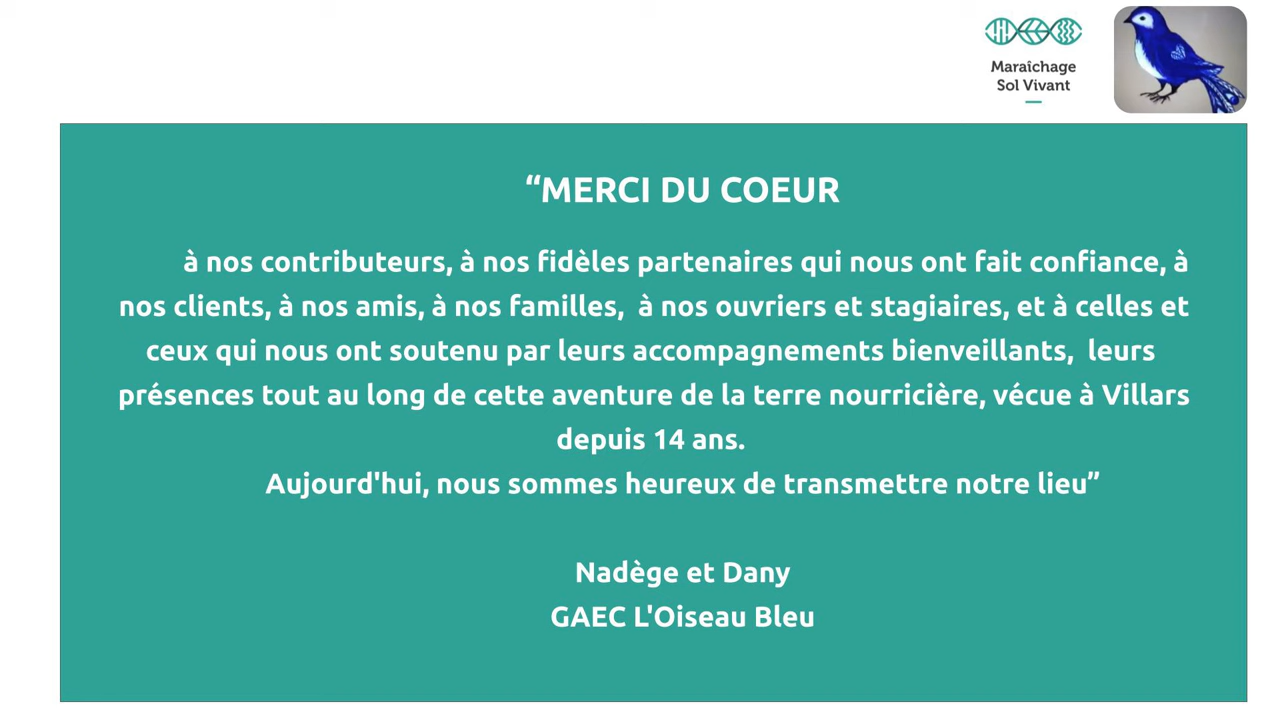 Maraîchage
Sol Vivant
“MERCI DU COEUR
à nos contributeurs, à nos fidèles partenaires qui nous ont fait confiance, à
nos clients, à nos amis, à nos familles,  à nos ouvriers et stagiaires, et à celles et
ceux qui nous ont soutenu par leurs accompagnements bienveillants,  leurs
présences tout au long de cette aventure de la terre nourricière, vécue à Villars
depuis 14 ans.
Aujourd'hui, nous sommes heureux de transmettre notre lieu”
Nadège et Dany
GAEC L'Oiseau Bleu